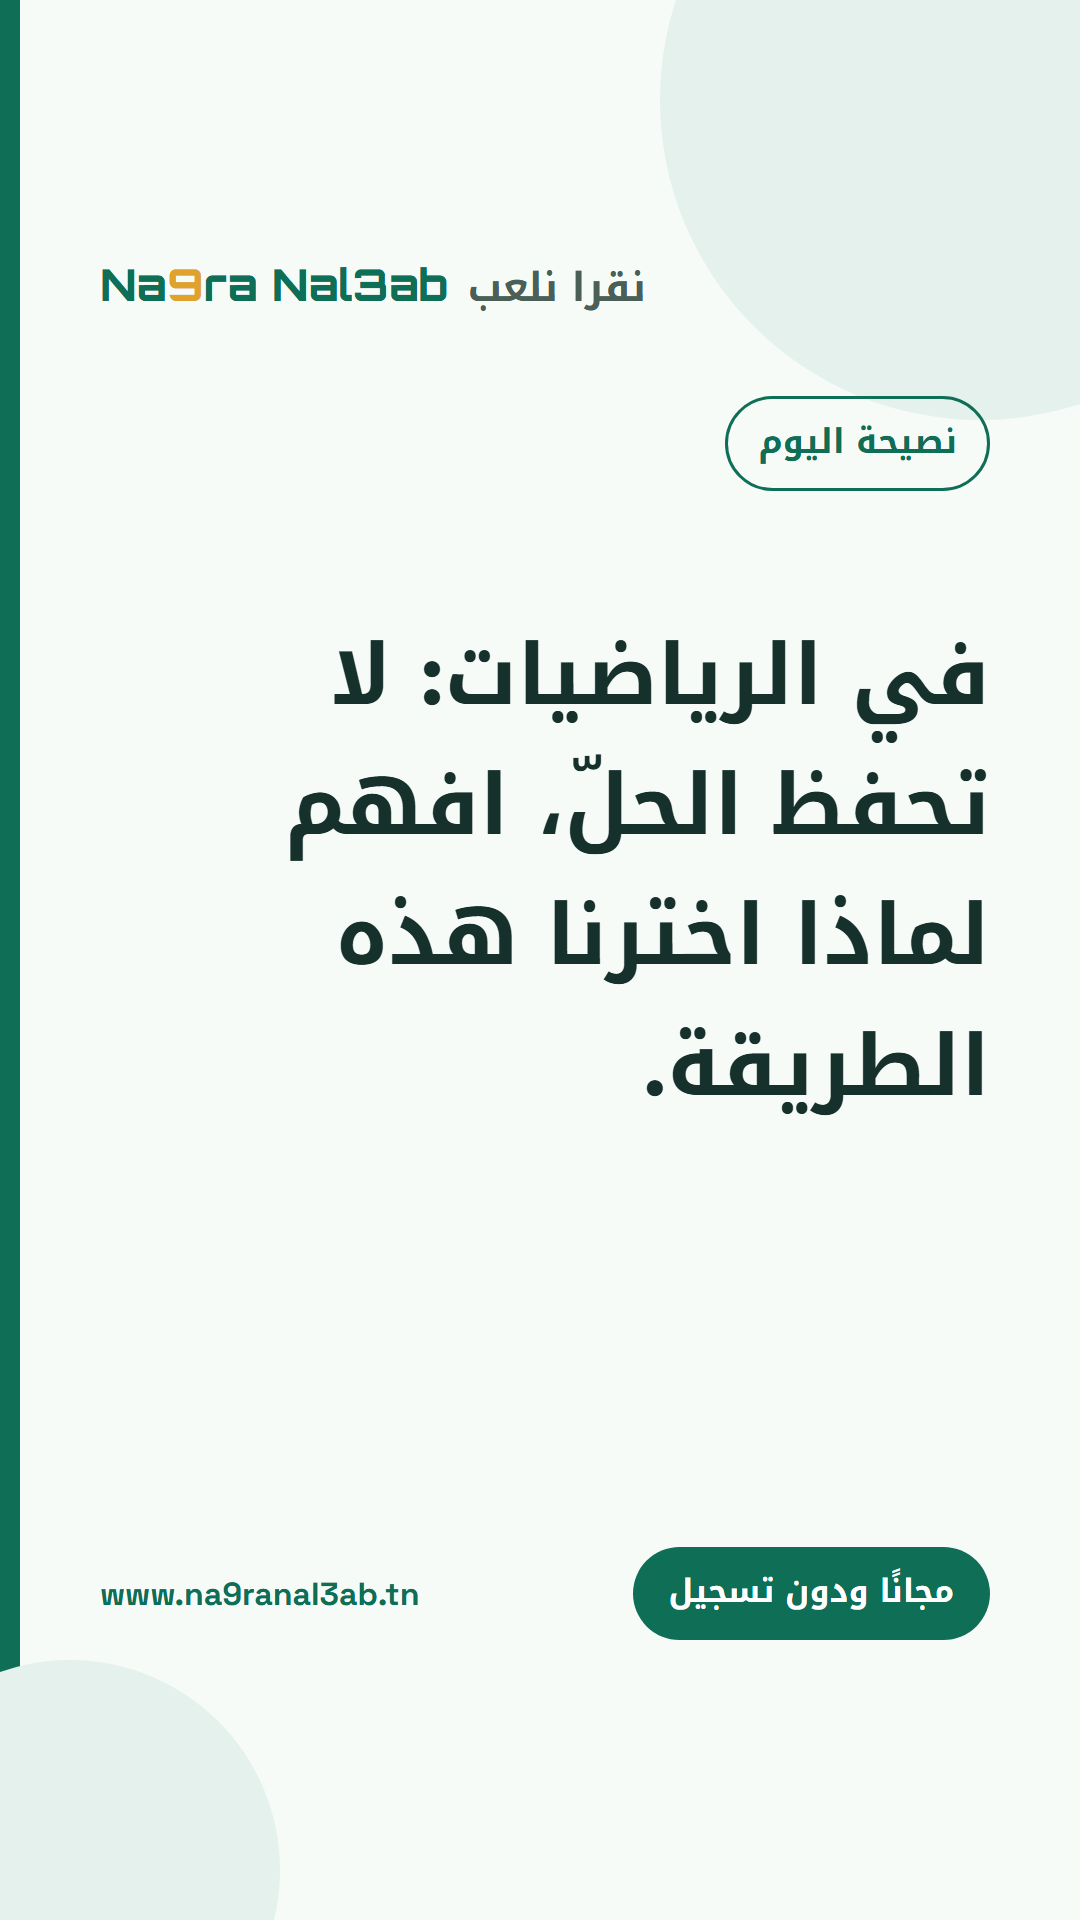 Na9ra Nal3ab نقرا نلعب
نصيحة اليوم
في الرياضيات: لا
تحفظ الحلّ، افهم
لماذا اخترنا هذه
الطريقة.
مجانًا ودون تسجيل
www.na9ranal3ab.tn